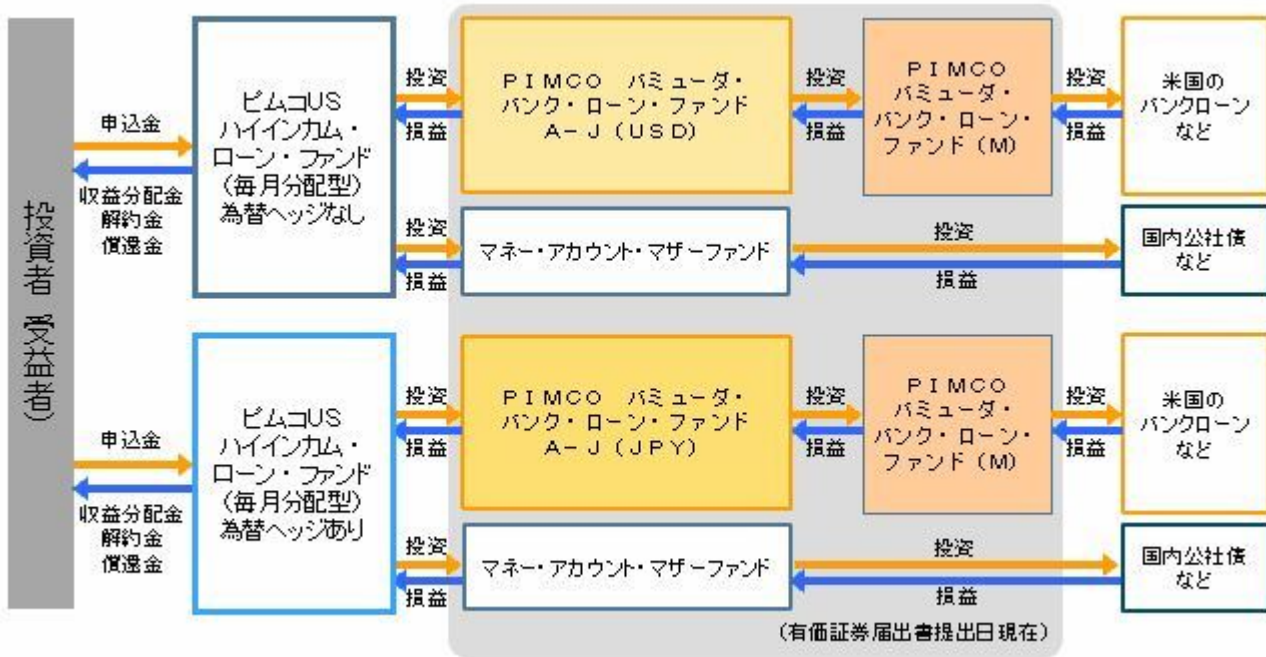 投資者（受益者）
申込金
収益分配金
解約金
償還金
ピムコUS
ハイインカム・
ローン・ファンド
（毎月分配型）
為替ヘッジなし
投資
損益
ＰＩＭＣＯ　バミューダ・
バンク・ローン・ファンド
Ａ－Ｊ（ＵＳＤ）
投資
損益
ＰＩＭＣＯ
バミューダ・
バンク・ローン・
ファンド（Ｍ）
投資
損益
米国の
バンクローン
など
投資
損益
マネー・アカウント・マザーファンド
投資
損益
国内公社債
など
申込金
収益分配金
解約金
償還金
ピムコUS
ハイインカム・
ローン・ファンド
（毎月分配型）
為替ヘッジあり
投資
損益
ＰＩＭＣＯ　バミューダ・
バンク・ローン・ファンド
Ａ－Ｊ（ＪＰＹ）
投資
損益
ＰＩＭＣＯ
バミューダ・
バンク・ローン・
ファンド（Ｍ）
投資
損益
米国の
バンクローン
など
投資
損益
マネー・アカウント・マザーファンド
投資
損益
国内公社債
など
（有価証券届出書提出日現在）